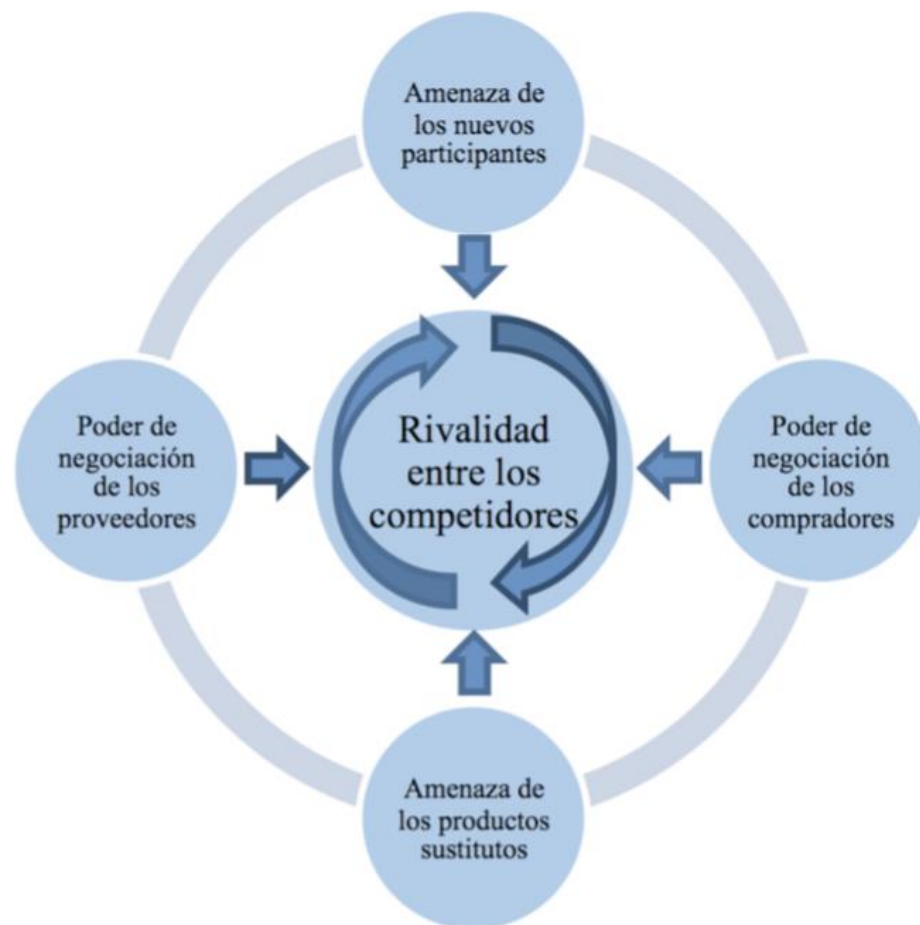 Amenaza de
los nuevos
participantes
Poder de
negociación
de los
proveedores
Rivalidad
entre los
competidores
Poder de
negociación
de los
compradores
Amenaza de
los productos
sustitutos